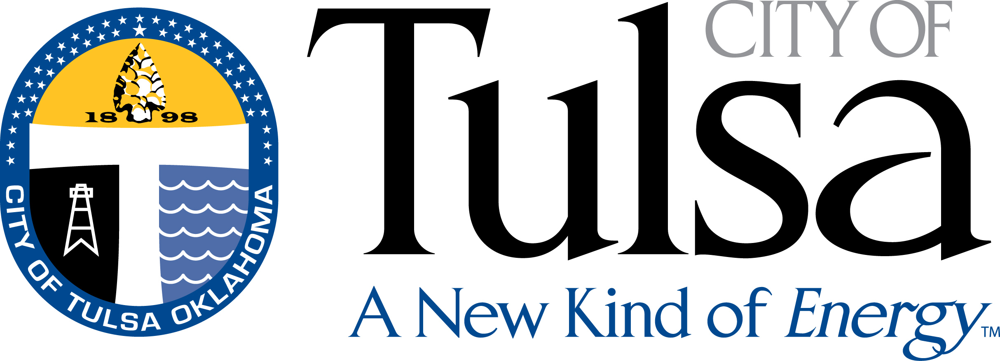 1898
CITY OF TULSA OKLAHOMA
CITY OF
Tulsa
A New Kind of Energy™